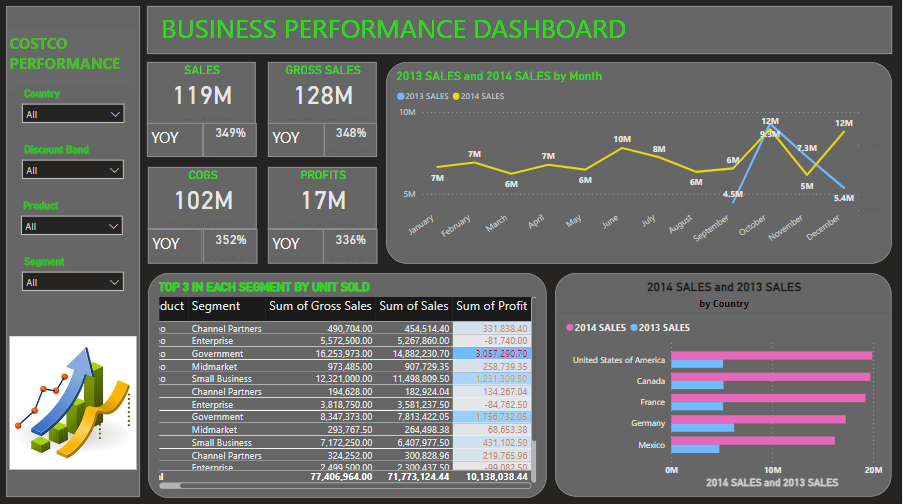 BUSINESS PERFORMANCE DASHBOARD
COSTCO
PERFORMANCE
Country
All
Discount Band
All
Product
All
Segment
All
SALES
119M
YOY 349%
GROSS SALES
128M
YOY 348%
COGS
102M
YOY 352%
PROFITS
17M
YOY 336%
2013 SALES and 2014 SALES by Month
2013 SALES 2014 SALES
10M
5M
7M
7M
6M
7M
6M
10M
8M
6M
6M
4.5M
12M
9.3M
7.3M
5M
12M
5.4M
January February March April May June July August September October November December
TOP 3 IN EACH SEGMENT BY UNIT SOLD
duct Segment Sum of Gross Sales Sum of Sales Sum of Profit
o Channel Partners 490,704.00 454,514.40 331,838.40
o Enterprise 5,572,500.00 5,267,860.00 -81,740.00
o Government 16,253,973.00 14,882,230.70 3,057,290.70
o Midmarket 973,485.00 907,729.35 258,739.35
o Small Business 12,321,000.00 11,498,809.50 1,231,309.50
Channel Partners 194,628.00 182,924.04 134,267.04
Enterprise 3,818,750.00 3,581,237.50 -84,762.50
Government 8,347,373.00 7,813,422.05 1,756,732.05
Midmarket 293,767.50 264,498.38 68,653.38
Small Business 7,172,250.00 6,407,977.50 431,102.50
Channel Partners 324,252.00 300,828.96 219,765.96
Enterprise 2,499,500.00 2,300,437.50 -99,082.50
l 77,406,964.00 71,773,124.44 10,138,038.44
2014 SALES and 2013 SALES
by Country
2014 SALES 2013 SALES
United States of America
Canada
France
Germany
Mexico
0M 10M 20M
2014 SALES and 2013 SALES